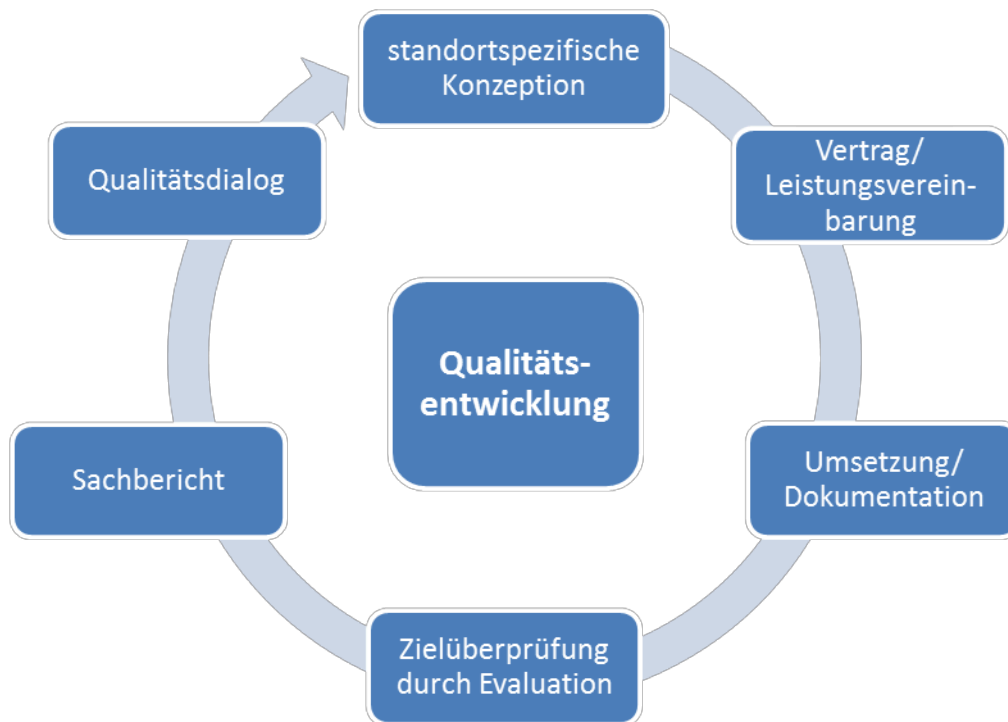 standortspezifische
Konzeption
Vertrag/
Leistungsverein-
barung
Umsetzung/
Dokumentation
Zielüberprüfung
durch Evaluation
Sachbericht
Qualitätsdialog
Qualitäts-
entwicklung